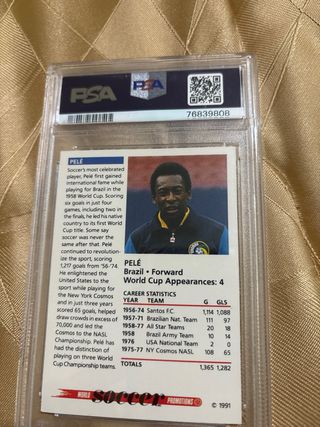 PSA
PSA
76839808
PELÉ
Soccer's most celebrated
player, Pelé first gained
international fame while
playing for Brazil in the
1958 World Cup. Scoring
six goals in just four
games, including two in
the finals, he led his native
country to its first World
Cup title. Some say
soccer was never the
same after that. Pelé
continued to revolution-
ize the sport, scoring
1,217 goals from '56-'74.
He enlightened the
United States to the
sport while playing for
the New York Cosmos
and in just three years
scored 65 goals, helped
draw crowds in excess of
70,000 and led the
Cosmos to the NASL
Championship. Pelé has
had the distinction of
playing on three World
Cup Championship teams.
PELÉ
Brazil • Forward
World Cup Appearances: 4
CAREER STATISTICS
YEAR TEAM G GLS
1956-74 Santos F.C. 1,114 1,088
1957-71 Brazilian Nat. Team 111 97
1958-77 All Star Teams 20 18
1958 Brazil Army Team 10 14
1976 USA National Team 2 0
1975-77 NY Cosmos NASL 108 65
TOTALS 1,365 1,282
WORLD soccer PROMOTIONS
© 1991